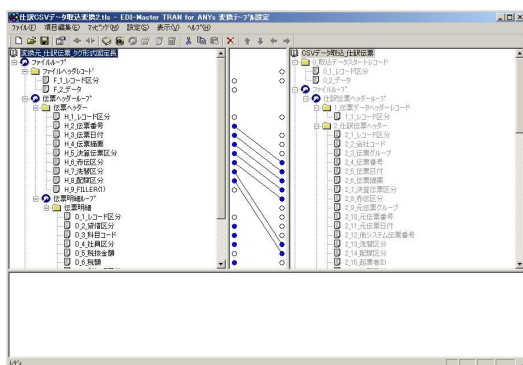 仕訳CSVデータ取込変換2.tls - EDI-Master TRAN for ANYs 変換テーブル設定
ファイル(F) 項目編集(E) マッピング(M) 設定(S) 表示(V) ヘルプ(H)
変換元_仕訳伝票_タグ形式固定長
ファイルループ
ファイルヘッダレコード
F_1_レコード区分
F_2_データ
伝票ヘッダーループ
伝票ヘッダー
H_1_レコード区分
H_2_伝票番号
H_3_伝票日付
H_4_伝票摘要
H_5_決算伝票区分
H_6_赤伝区分
H_7_洗替区分
H_8_配賦区分
H_9_FILLER(1)
伝票明細ループ
伝票明細
D_1_レコード区分
D_2_貸借区分
D_3_科目コード
D_4_社員区分
D_5_税抜金額
D_6_税額
CSVデータ取込_仕訳伝票
0_取込データスタートレコード
0_1_レコード区分
0_2_データ
ファイルループ
仕訳伝票ヘッダーループ
1_伝票データヘッダーレコード
1_1_レコード区分
2_仕訳伝票ヘッダー
2_1_レコード区分
2_2_会社コード
2_3_伝票グループ
2_4_伝票番号
2_5_伝票日付
2_6_伝票摘要
2_7_決算伝票区分
2_8_赤伝区分
2_9_元伝票グループ
2_10_元伝票番号
2_11_元伝票日付
2_12_他システム伝票番号
2_13_洗替区分
2_14_配賦区分
2_15_起票者ID
レディ